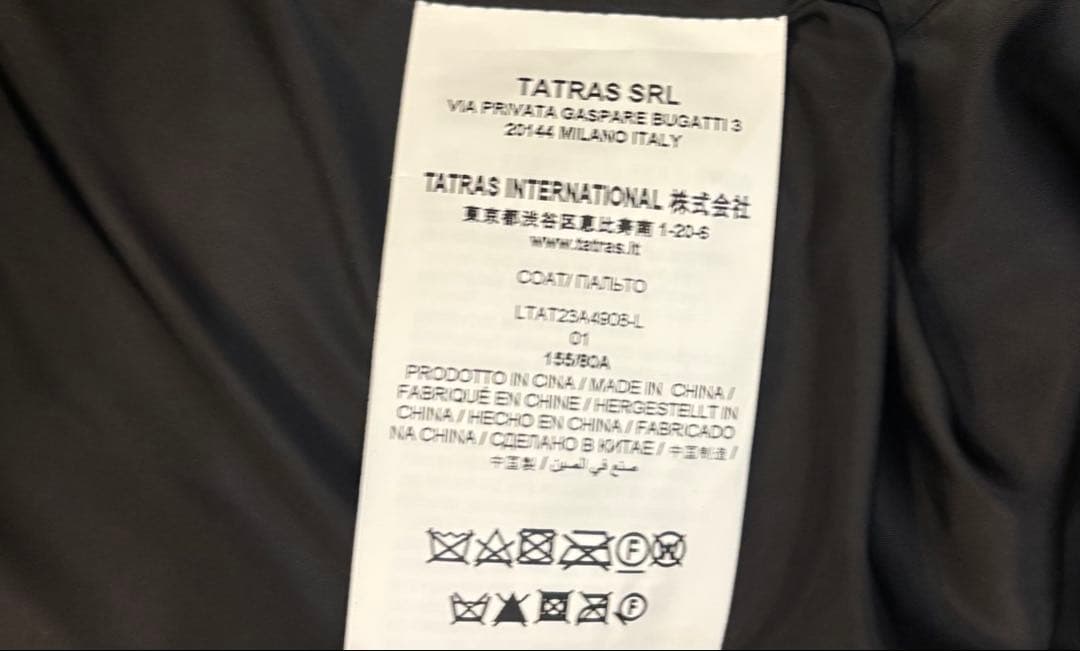 TATRAS SRL
VIA PRIVATA GASPARE BUGATTI 3
20144 MILANO ITALY
TATRAS INTERNATIONAL 株式会社
東京都渋谷区恵比寿南 1-20-6
www.tatras.it
COAT/ ПАЛЬТО
LTAT23A4906-L
01
155/80A
PRODOTTO IN CINA / MADE IN CHINA /
FABRIQUÉ EN CHINE / HERGESTELLT IN
CHINA / HECHO EN CHINA / FABRICADO
NA CHINA / СДЕЛАНО В КИТАЕ / 中国制造 /
中国製 / صنع في الصين
F W
F